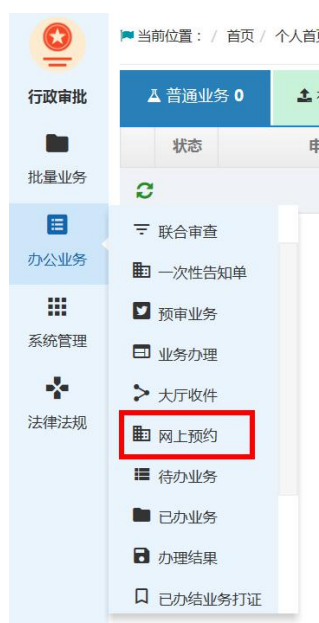 当前位置： / 首页 / 个人首页
行政审批
普通业务 0
状态
批量业务
办公业务
系统管理
法律法规
联合审查
一次性告知单
预审业务
业务办理
大厅收件
网上预约
待办业务
已办业务
办理结果
已办结业务打证